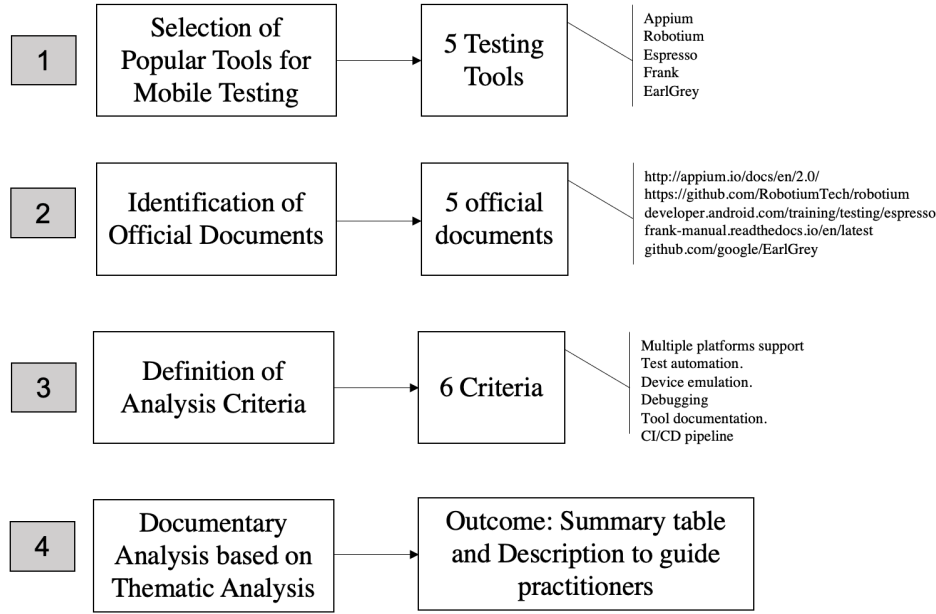 1
Selection of
Popular Tools for
Mobile Testing
5 Testing
Tools
Appium
Robotium
Espresso
Frank
EarlGrey
2
Identification of
Official Documents
5 official
documents
http://appium.io/docs/en/2.0/
https://github.com/RobotiumTech/robotium
developer.android.com/training/testing/espresso
frank-manual.readthedocs.io/en/latest
github.com/google/EarlGrey
3
Definition of
Analysis Criteria
6 Criteria
Multiple platforms support
Test automation.
Device emulation.
Debugging
Tool documentation.
CI/CD pipeline
4
Documentary
Analysis based on
Thematic Analysis
Outcome: Summary table
and Description to guide
practitioners